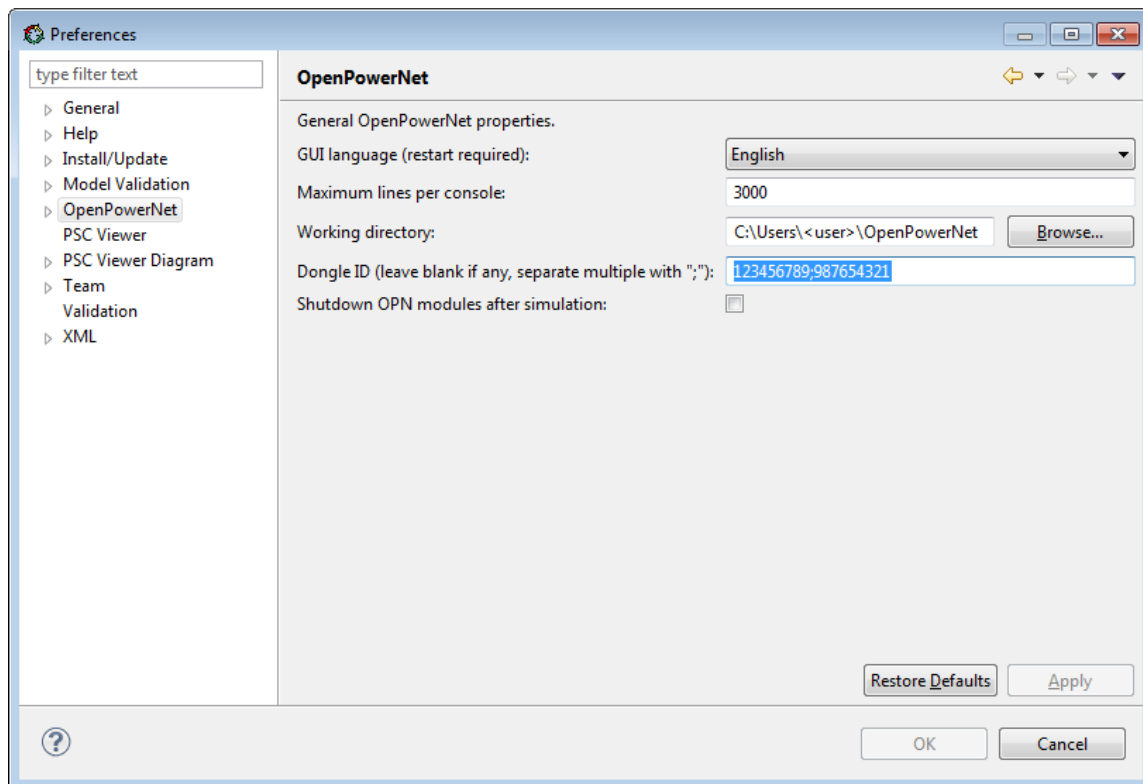 Preferences
type filter text
General
Help
Install/Update
Model Validation
OpenPowerNet
PSC Viewer
PSC Viewer Diagram
Team
Validation
XML
OpenPowerNet
General OpenPowerNet properties.
GUI language (restart required): English
Maximum lines per console: 3000
Working directory: C:\Users\<user>\OpenPowerNet Browse...
Dongle ID (leave blank if any, separate multiple with ";"): 123456789;987654321
Shutdown OPN modules after simulation:
Restore Defaults Apply
? OK Cancel